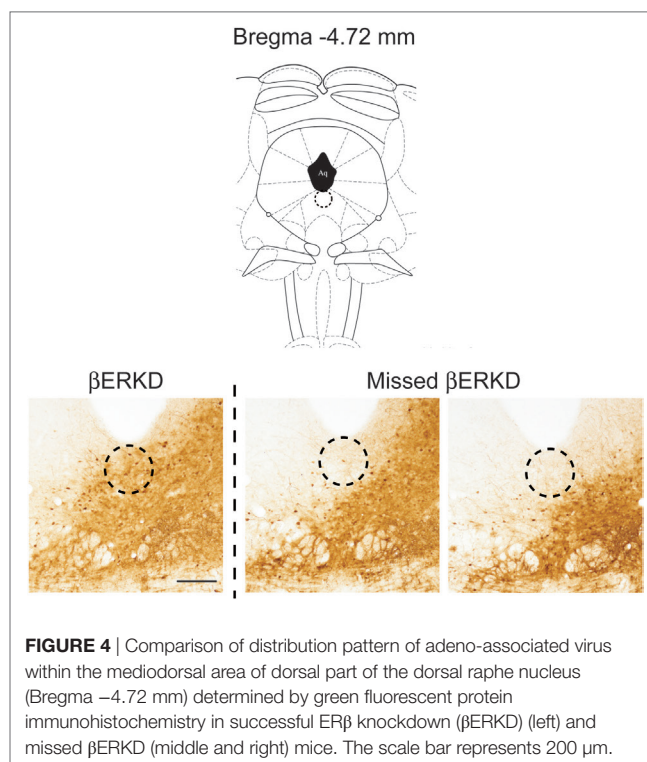 Bregma -4.72 mm
Aq
βERKD
Missed βERKD
FIGURE 4 | Comparison of distribution pattern of adeno-associated virus
within the mediodorsal area of dorsal part of the dorsal raphe nucleus
(Bregma −4.72 mm) determined by green fluorescent protein
immunohistochemistry in successful ERβ knockdown (βERKD) (left) and
missed βERKD (middle and right) mice. The scale bar represents 200 μm.